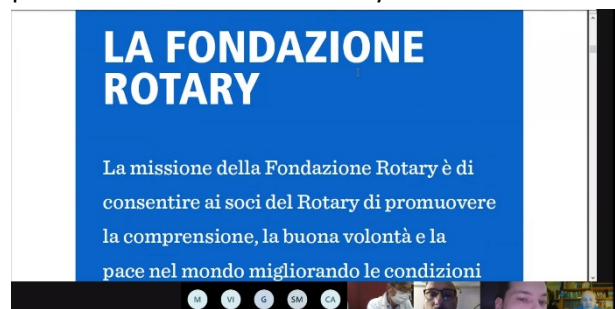 LA FONDAZIONE
ROTARY
La missione della Fondazione Rotary è di
consentire ai soci del Rotary di promuovere
la comprensione, la buona volontà e la
pace nel mondo migliorando le condizioni
M VI G SM CA